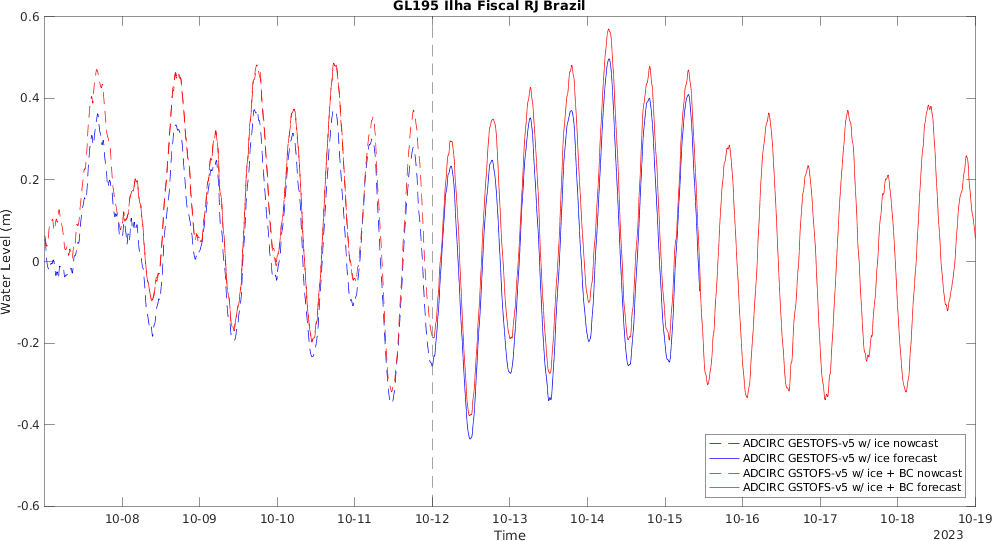 GL195 Ilha Fiscal RJ Brazil
Water Level (m)
0.6
0.4
0.2
0
-0.2
-0.4
-0.6
ADCIRC GESTOFS-v5 w/ ice nowcast
ADCIRC GESTOFS-v5 w/ ice forecast
ADCIRC GSTOFS-v5 w/ ice + BC nowcast
ADCIRC GSTOFS-v5 w/ ice + BC forecast
10-08 10-09 10-10 10-11 10-12 10-13 10-14 10-15 10-16 10-17 10-18 10-19
Time
2023